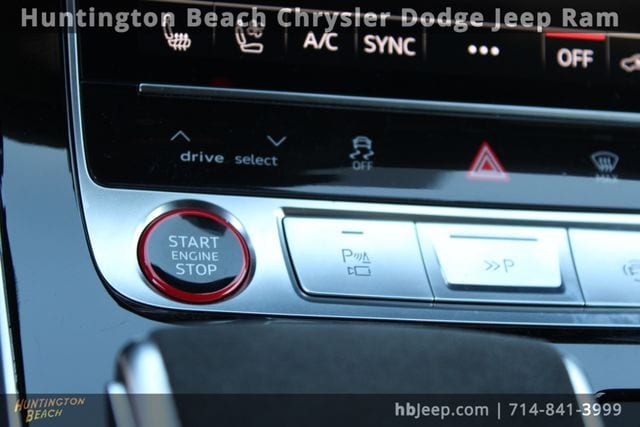 Huntington Beach Chrysler Dodge Jeep Ram
A/C SYNC ••• OFF
drive select OFF MAX
START
ENGINE
STOP
P
>>P
HUNTINGTON
BEACH
hbjeep.com | 714-841-3999